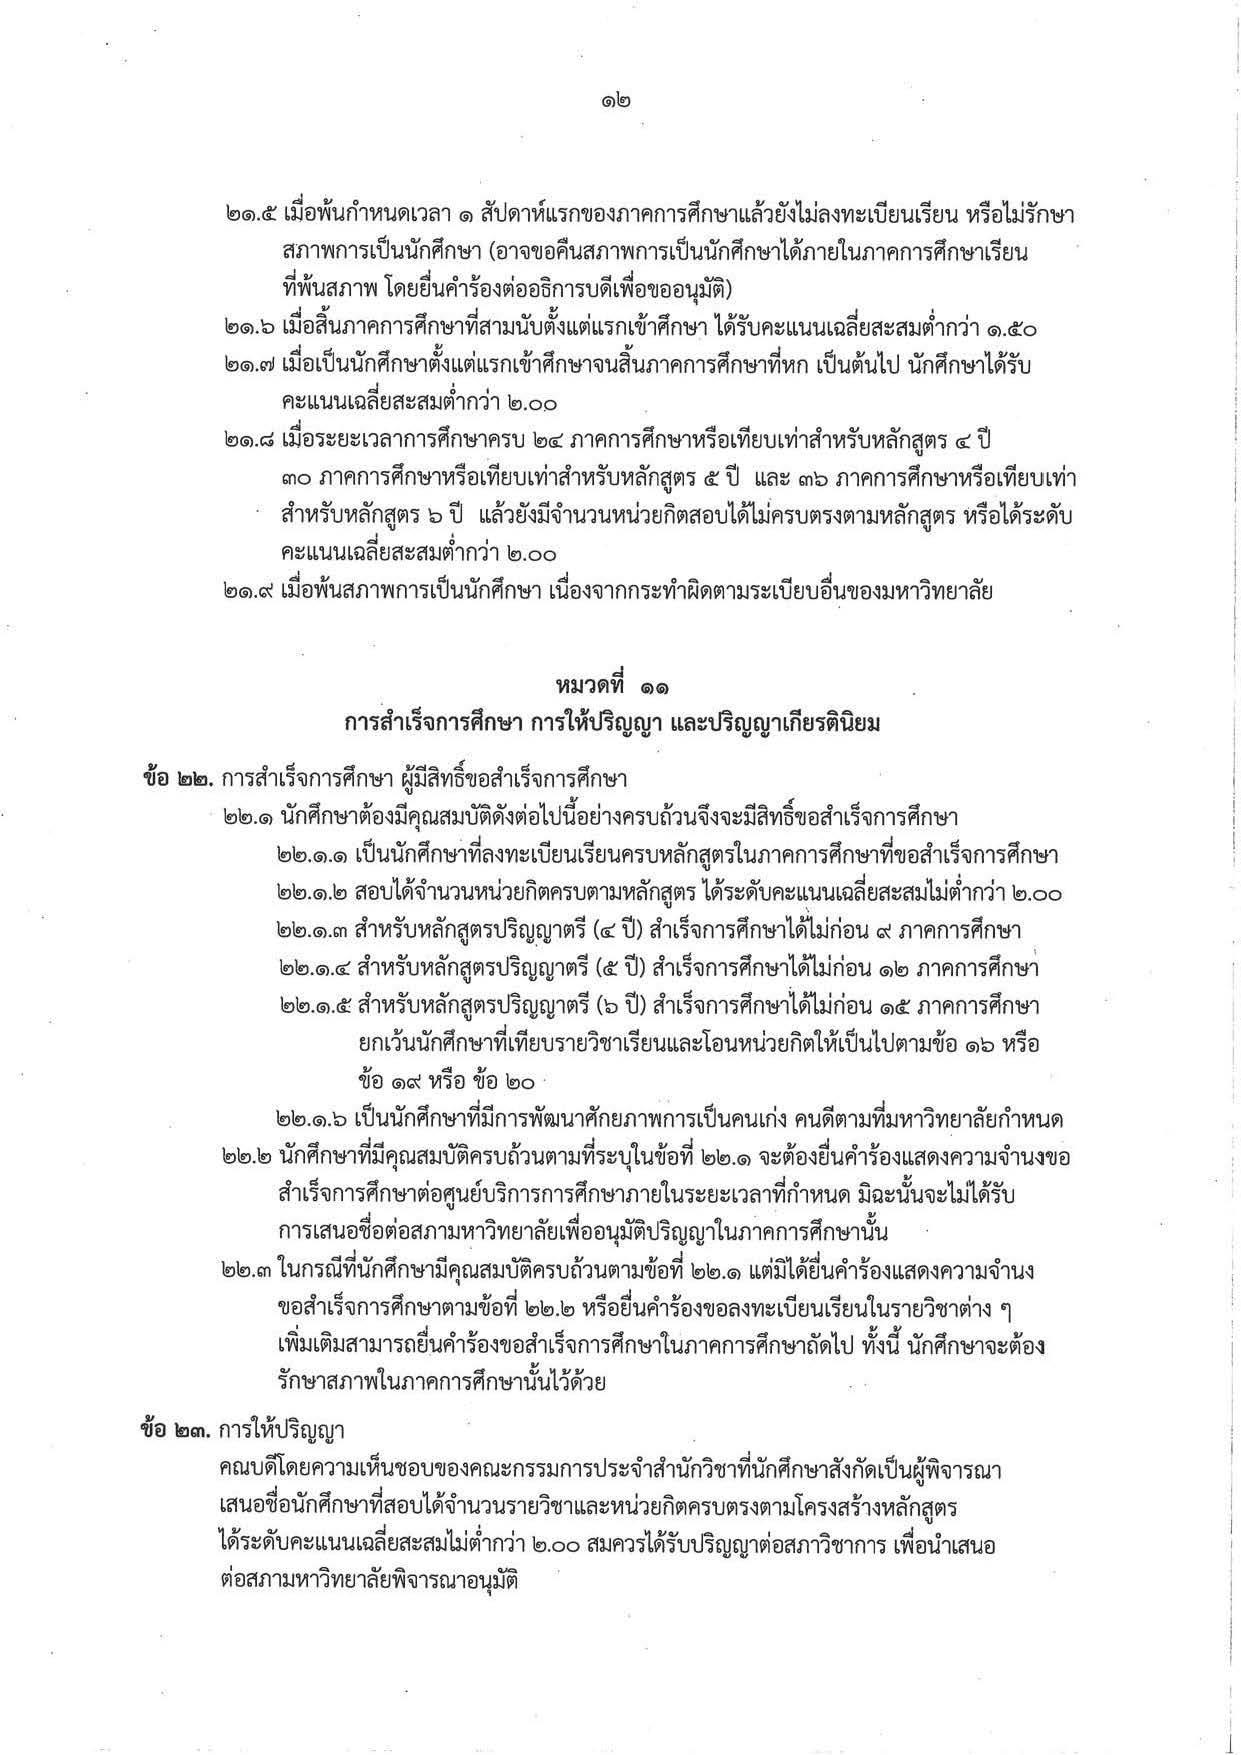 ๑๒
๒๑.๕ เมื่อพ้นกำหนดเวลา ๑ สัปดาห์แรกของภาคการศึกษาแล้วยังไม่ลงทะเบียนเรียน หรือไม่รักษา
สภาพการเป็นนักศึกษา (อาจขอคืนสภาพการเป็นนักศึกษาได้ภายในภาคการศึกษาเรียน
ที่พ้นสภาพ โดยยื่นคำร้องต่ออธิการบดีเพื่อขออนุมัติ)
๒๑.๖ เมื่อสิ้นภาคการศึกษาที่สามนับตั้งแต่แรกเข้าศึกษา ได้รับคะแนนเฉลี่ยสะสมต่ำกว่า ๑.๕๐
๒๑.๗ เมื่อเป็นนักศึกษาตั้งแต่แรกเข้าศึกษาจนสิ้นภาคการศึกษาที่หก เป็นต้นไป นักศึกษาได้รับ
คะแนนเฉลี่ยสะสมต่ำกว่า ๒.๐๐
๒๑.๘ เมื่อระยะเวลาการศึกษาครบ ๒๔ ภาคการศึกษาหรือเทียบเท่าสำหรับหลักสูตร ๔ ปี
๓๐ ภาคการศึกษาหรือเทียบเท่าสำหรับหลักสูตร ๕ ปี และ ๓๖ ภาคการศึกษาหรือเทียบเท่า
สำหรับหลักสูตร ๖ ปี แล้วยังมีจำนวนหน่วยกิตสอบได้ไม่ครบตรงตามหลักสูตร หรือได้ระดับ
คะแนนเฉลี่ยสะสมต่ำกว่า ๒.๐๐
๒๑.๙ เมื่อพ้นสภาพการเป็นนักศึกษา เนื่องจากกระทำผิดตามระเบียบอื่นของมหาวิทยาลัย
หมวดที่ ๑๑
การสำเร็จการศึกษา การให้ปริญญา และปริญญาเกียรตินิยม
ข้อ ๒๒. การสำเร็จการศึกษา ผู้มีสิทธิ์ขอสำเร็จการศึกษา
๒๒.๑ นักศึกษาต้องมีคุณสมบัติดังต่อไปนี้อย่างครบถ้วนจึงจะมีสิทธิ์ขอสำเร็จการศึกษา
๒๒.๑.๑ เป็นนักศึกษาที่ลงทะเบียนเรียนครบหลักสูตรในภาคการศึกษาที่ขอสำเร็จการศึกษา
๒๒.๑.๒ สอบได้จำนวนหน่วยกิตครบตามหลักสูตร ได้ระดับคะแนนเฉลี่ยสะสมไม่ต่ำกว่า ๒.๐๐
๒๒.๑.๓ สำหรับหลักสูตรปริญญาตรี (๔ ปี) สำเร็จการศึกษาได้ไม่ก่อน ๙ ภาคการศึกษา
๒๒.๑.๔ สำหรับหลักสูตรปริญญาตรี (๕ ปี) สำเร็จการศึกษาได้ไม่ก่อน ๑๒ ภาคการศึกษา
๒๒.๑.๕ สำหรับหลักสูตรปริญญาตรี (๖ ปี) สำเร็จการศึกษาได้ไม่ก่อน ๑๕ ภาคการศึกษา
ยกเว้นนักศึกษาที่เทียบรายวิชาเรียนและโอนหน่วยกิตให้เป็นไปตามข้อ ๑๖ หรือ
ข้อ ๑๙ หรือ ข้อ ๒๐
๒๒.๑.๖ เป็นนักศึกษาที่มีการพัฒนาศักยภาพการเป็นคนเก่ง คนดีตามที่มหาวิทยาลัยกำหนด
๒๒.๒ นักศึกษาที่มีคุณสมบัติครบถ้วนตามที่ระบุในข้อที่ ๒๒.๑ จะต้องยื่นคำร้องแสดงความจำนงขอ
สำเร็จการศึกษาต่อศูนย์บริการการศึกษาภายในระยะเวลาที่กำหนด มิฉะนั้นจะไม่ได้รับ
การเสนอชื่อต่อสภามหาวิทยาลัยเพื่ออนุมัติปริญญาในภาคการศึกษานั้น
๒๒.๓ ในกรณีที่นักศึกษามีคุณสมบัติครบถ้วนตามข้อที่ ๒๒.๑ แต่มิได้ยื่นคำร้องแสดงความจำนง
ขอสำเร็จการศึกษาตามข้อที่ ๒๒.๒ หรือยื่นคำร้องขอลงทะเบียนเรียนในรายวิชาต่าง ๆ
เพิ่มเติมสามารถยื่นคำร้องขอสำเร็จการศึกษาในภาคการศึกษาถัดไป ทั้งนี้ นักศึกษาจะต้อง
รักษาสภาพในภาคการศึกษานั้นไว้ด้วย
ข้อ ๒๓. การให้ปริญญา
คณบดีโดยความเห็นชอบของคณะกรรมการประจำสำนักวิชาที่นักศึกษาสังกัดเป็นผู้พิจารณา
เสนอชื่อนักศึกษาที่สอบได้จำนวนรายวิชาและหน่วยกิตครบตรงตามโครงสร้างหลักสูตร
ได้ระดับคะแนนเฉลี่ยสะสมไม่ต่ำกว่า ๒.๐๐ สมควรได้รับปริญญาต่อสภาวิชาการ เพื่อนำเสนอ
ต่อสภามหาวิทยาลัยพิจารณาอนุมัติ